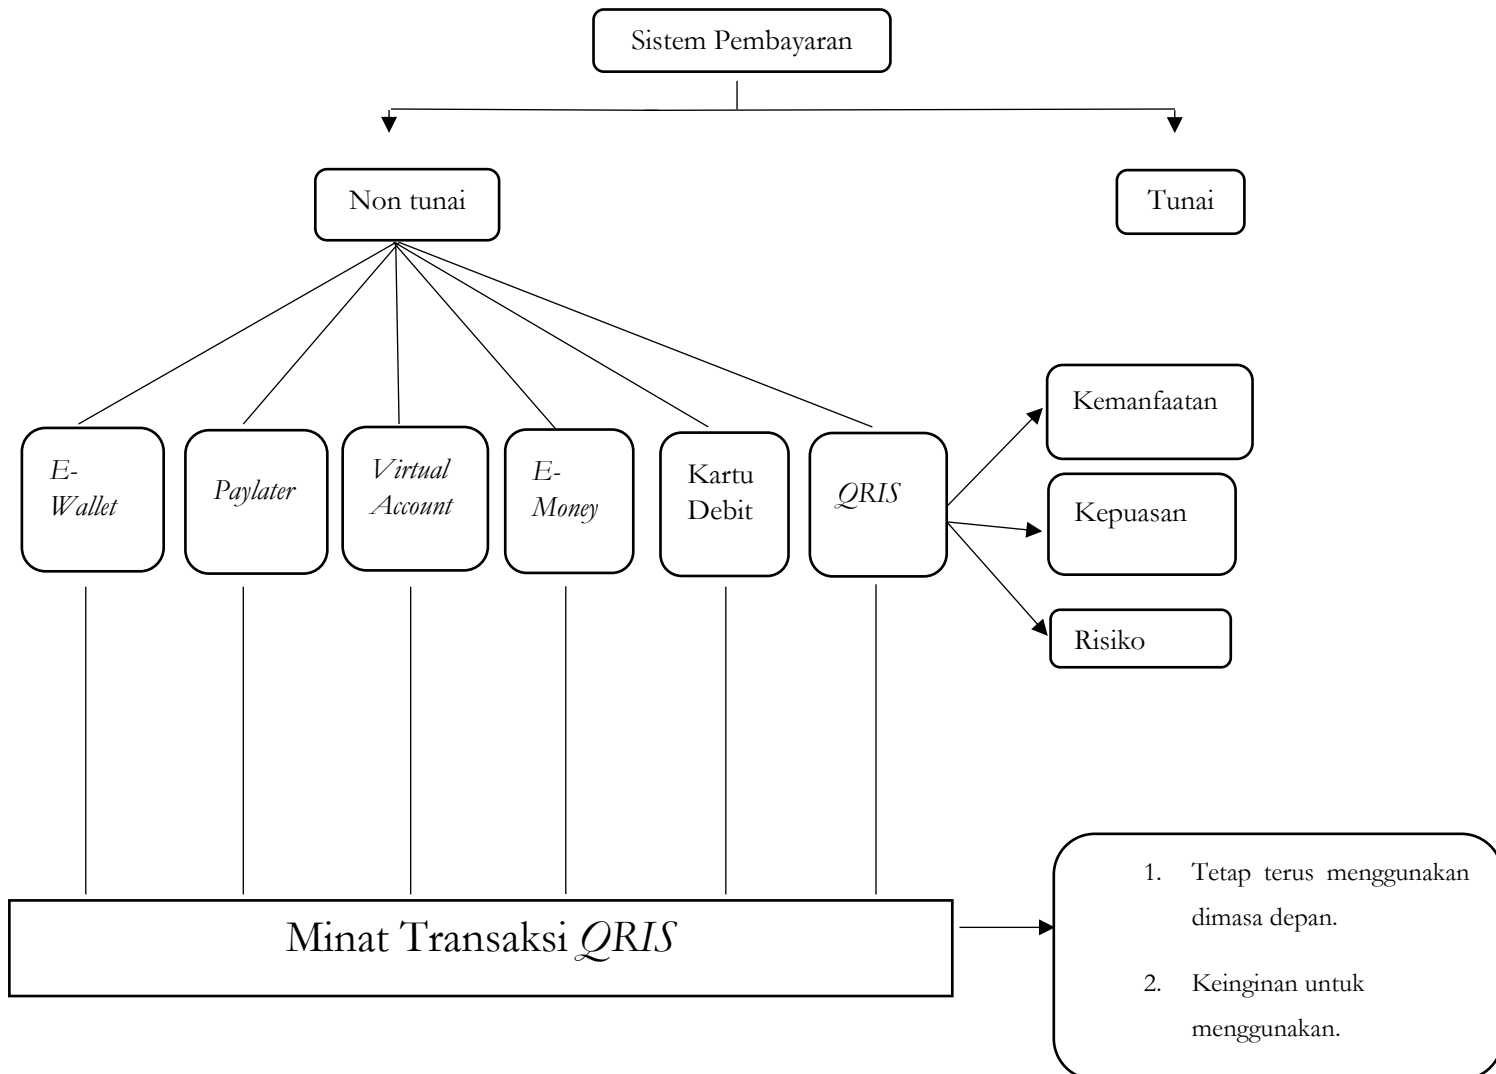 Sistem Pembayaran
Non tunai
Tunai
E-
Wallet
Paylater
Virtual
Account
E-
Money
Kartu
Debit
QRIS
Kemanfaatan
Kepuasan
Risiko
Minat Transaksi QRIS
1. Tetap terus menggunakan
dimasa depan.
2. Keinginan untuk
menggunakan.